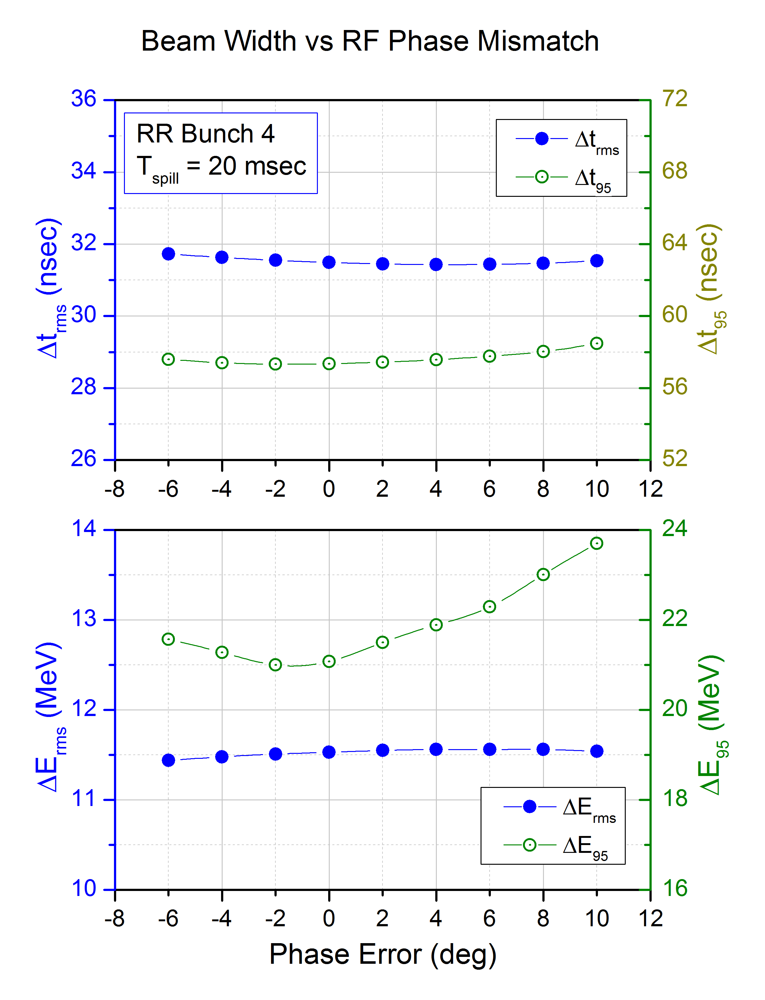 Beam Width vs RF Phase Mismatch
36
34
32
30
28
26
Δt_rms (nsec)
RR Bunch 4
T_spill = 20 msec
Δt_rms
Δt_95
72
68
64
60
56
52
Δt_95 (nsec)
-8 -6 -4 -2 0 2 4 6 8 10 12
14
13
12
11
10
ΔE_rms (MeV)
ΔE_rms
ΔE_95
24
22
20
18
16
ΔE_95 (MeV)
-8 -6 -4 -2 0 2 4 6 8 10 12
Phase Error (deg)